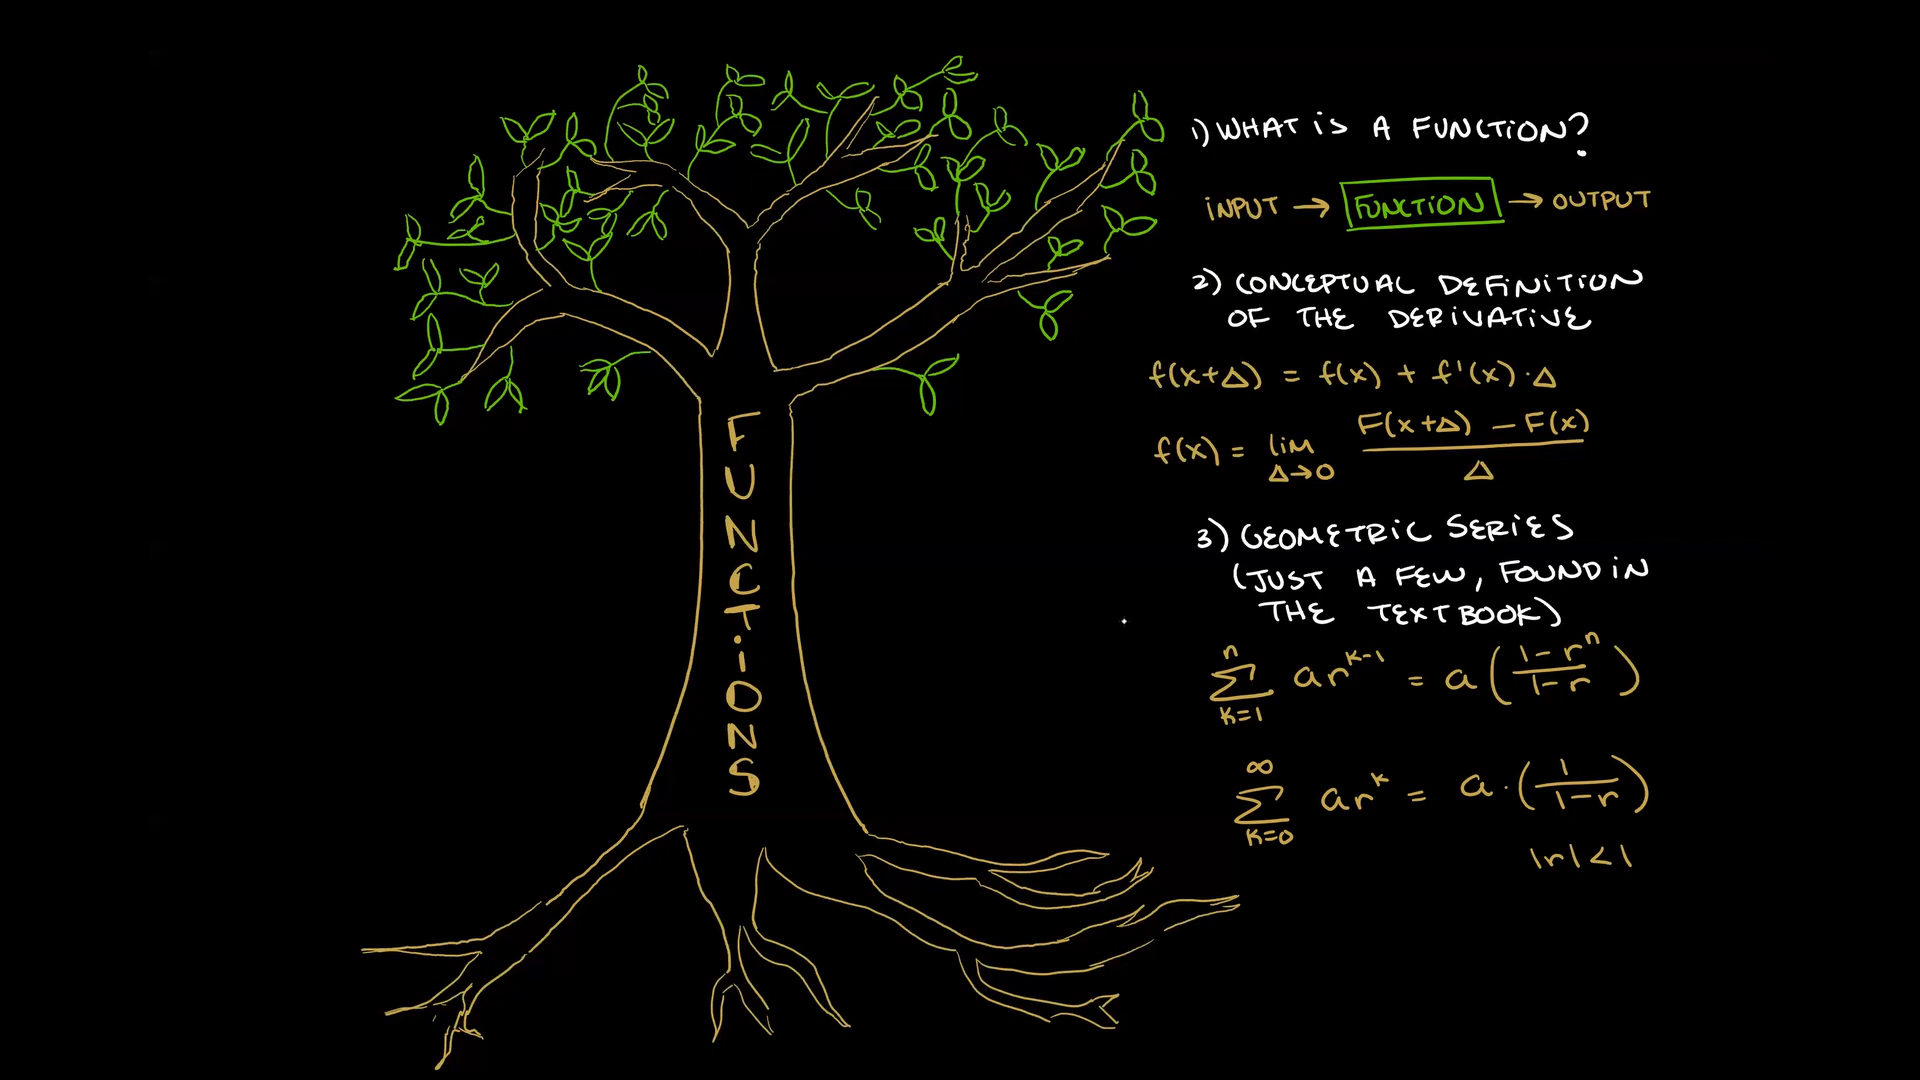 FUNCTIONS
1) WHAT IS A FUNCTION?
INPUT → FUNCTION → OUTPUT
2) CONCEPTUAL DEFINITION
OF THE DERIVATIVE
f(x+Δ) = f(x) + f'(x)·Δ
f(x) = lim Δ→0 (F(x+Δ) – F(x)) / Δ
3) GEOMETRIC SERIES
(JUST A FEW, FOUND IN
THE TEXTBOOK)
n ∑ k=1 ar^(k-1) = a ( (1-r^n) / (1-r) )
∞ ∑ k=0 ar^k = a · ( 1 / (1-r) )
|r| < 1